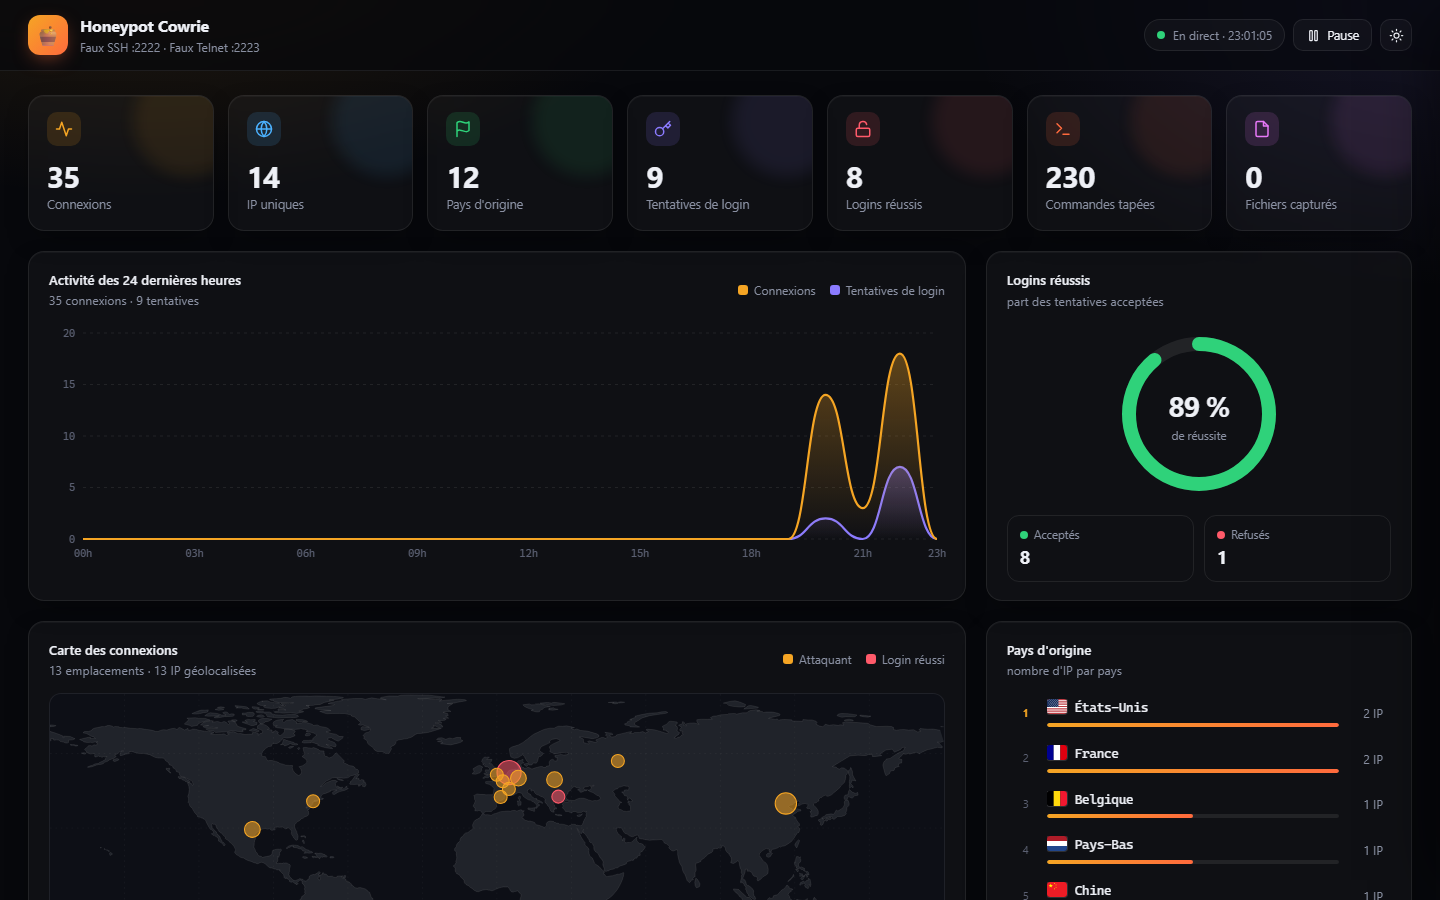 Honeypot Cowrie
Faux SSH :2222 · Faux Telnet :2223
En direct · 23:01:05
Pause
35
Connexions
14
IP uniques
12
Pays d'origine
9
Tentatives de login
8
Logins réussis
230
Commandes tapées
0
Fichiers capturés
Activité des 24 dernières heures
35 connexions · 9 tentatives
Connexions
Tentatives de login
20
15
10
5
0
00h 03h 06h 09h 12h 15h 18h 21h 23h
Logins réussis
part des tentatives acceptées
89 %
de réussite
Acceptés
8
Refusés
1
Carte des connexions
13 emplacements · 13 IP géolocalisées
Attaquant
Login réussi
Pays d'origine
nombre d'IP par pays
1 États-Unis 2 IP
2 France 2 IP
3 Belgique 1 IP
4 Pays-Bas 1 IP
5 Chine 1 IP